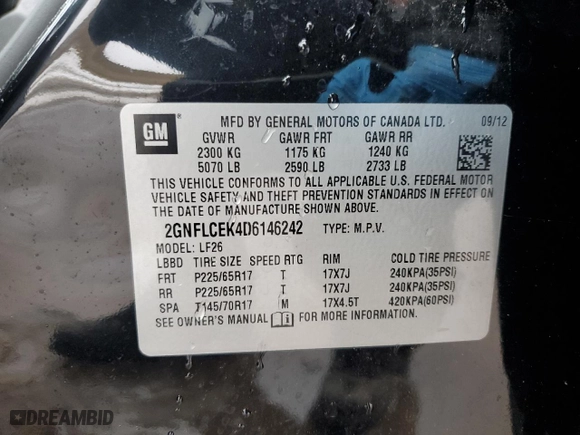 GM ®
MFD BY GENERAL MOTORS OF CANADA LTD. 09/12
GVWR GAWR FRT GAWR RR
2300 KG 1175 KG 1240 KG
5070 LB 2590 LB 2733 LB
THIS VEHICLE CONFORMS TO ALL APPLICABLE U.S. FEDERAL MOTOR
VEHICLE SAFETY AND THEFT PREVENTION STANDARDS IN EFFECT ON
THE DATE OF MANUFACTURE SHOWN ABOVE.
2GNFLCEK4D6146242 TYPE: M.P.V.
MODEL: LF26
LBBD TIRE SIZE SPEED RTG RIM COLD TIRE PRESSURE
FRT P225/65R17 T 17X7J 240KPA(35PSI)
RR P225/65R17 T 17X7J 240KPA(35PSI)
SPA T145/70R17 M 17X4.5T 420KPA(60PSI)
SEE OWNER'S MANUAL FOR MORE INFORMATION.
DREAMBID